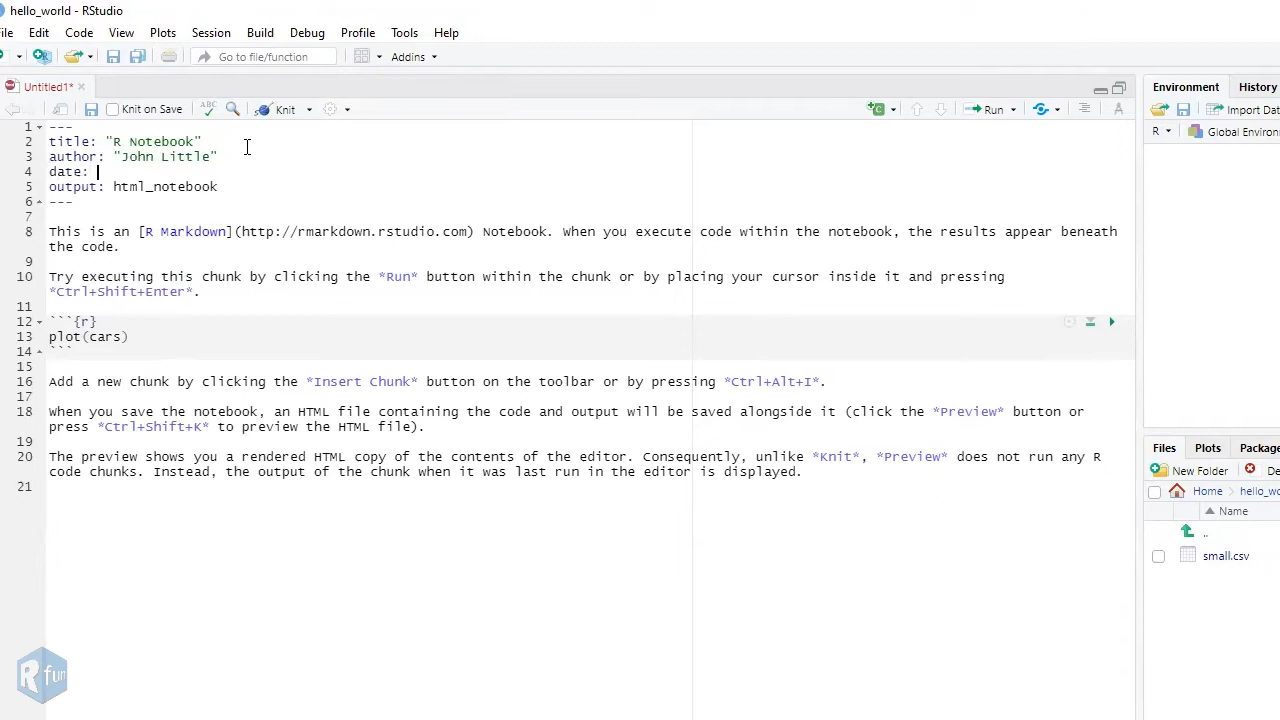 hello_world - RStudio
File Edit Code View Plots Session Build Debug Profile Tools Help
Go to file/function Addins
Untitled1*
Knit on Save ABC Knit Run
1 ---
2 title: "R Notebook"
3 author: "John Little"
4 date:
5 output: html_notebook
6 ---
7
8 This is an [R Markdown](http://rmarkdown.rstudio.com) Notebook. When you execute code within the notebook, the results appear beneath
the code.
9
10 Try executing this chunk by clicking the *Run* button within the chunk or by placing your cursor inside it and pressing
*Ctrl+Shift+Enter*.
11
12 ```{r}
13 plot(cars)
14 ```
15
16 Add a new chunk by clicking the *Insert Chunk* button on the toolbar or by pressing *Ctrl+Alt+I*.
17
18 When you save the notebook, an HTML file containing the code and output will be saved alongside it (click the *Preview* button or
press *Ctrl+Shift+K* to preview the HTML file).
19
20 The preview shows you a rendered HTML copy of the contents of the editor. Consequently, unlike *Knit*, *Preview* does not run any R
code chunks. Instead, the output of the chunk when it was last run in the editor is displayed.
21
Environment History
Import Data
R Global Environ
Files Plots Package
New Folder De
Home hello_wo
Name
..
small.csv
R fun